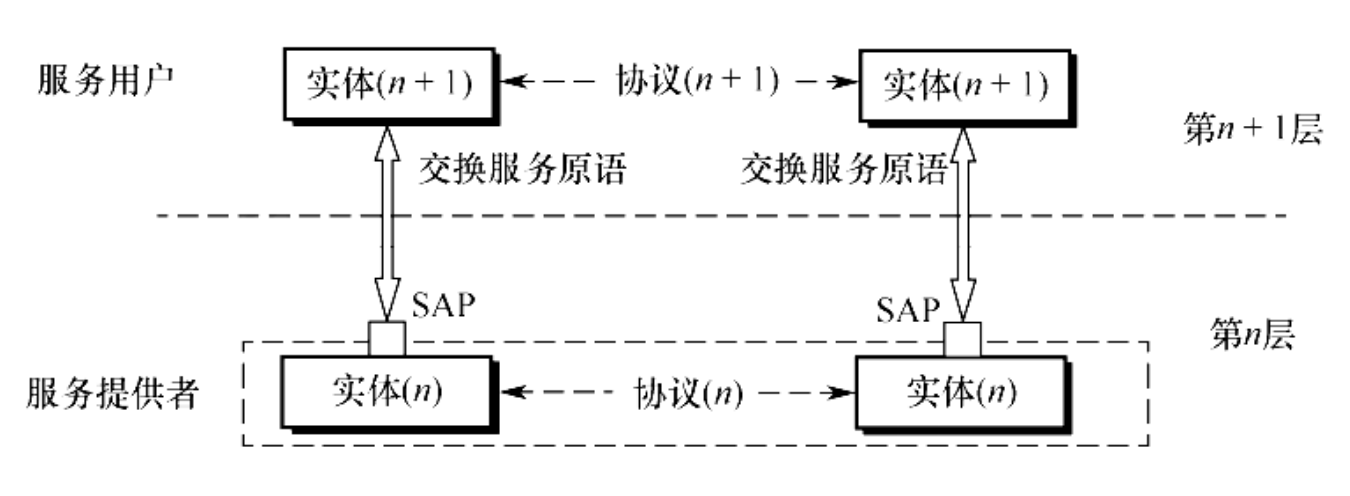 服务用户 实体(n + 1) 协议(n + 1) 实体(n + 1)
第n + 1层
交换服务原语 交换服务原语
SAP SAP
第n层
服务提供者 实体(n) 协议(n) 实体(n)